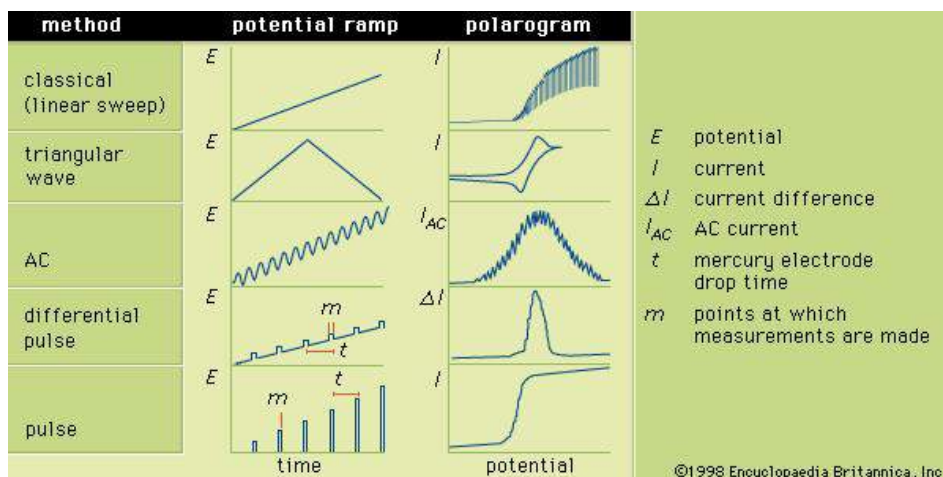 method potential ramp polarogram
classical
(linear sweep)
E
I
triangular
wave
E
I
AC
E
I_AC
differential
pulse
E
m
t
ΔI
pulse
E
m
t
I
time
potential
E potential
I current
ΔI current difference
I_AC AC current
t mercury electrode
drop time
m points at which
measurements are made
©1998 Encyclopaedia Britannica, Inc